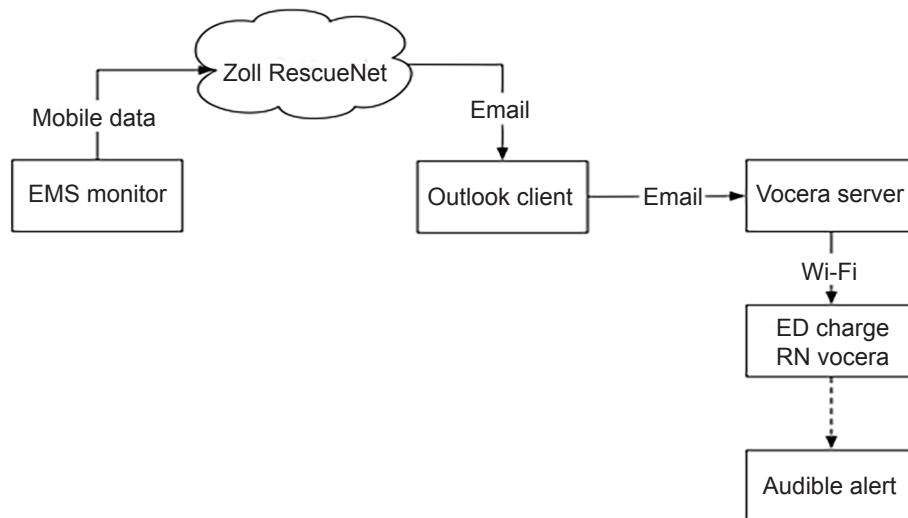 Zoll RescueNet
Mobile data
Email
EMS monitor
Outlook client
Email
Vocera server
Wi-Fi
ED charge
RN vocera
Audible alert